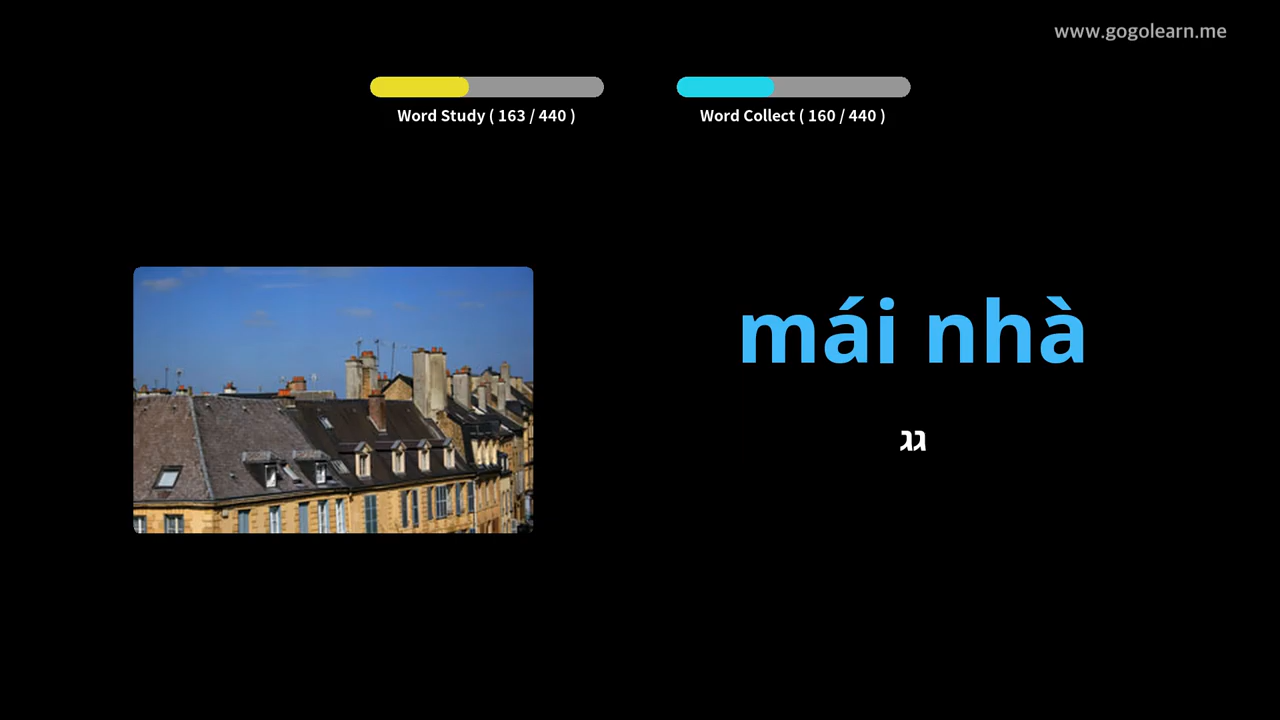 www.gogolearn.me
Word Study ( 163 / 440 )
Word Collect ( 160 / 440 )
mái nhà
גג